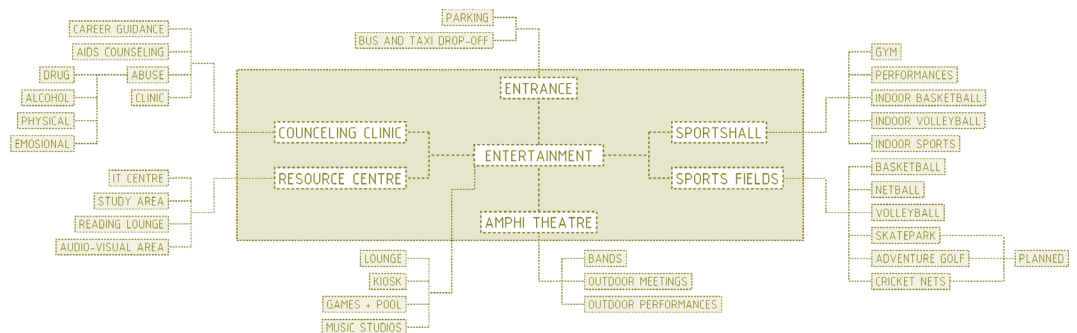 PARKING
BUS AND TAXI DROP-OFF
CAREER GUIDANCE
AIDS COUNSELING
DRUG
ABUSE
ALCOHOL
CLINIC
PHYSICAL
EMOSIONAL
ENTRANCE
COUNCELING CLINIC
SPORTSHALL
ENTERTAINMENT
RESOURCE CENTRE
SPORTS FIELDS
AMPHI THEATRE
GYM
PERFORMANCES
INDOOR BASKETBALL
INDOOR VOLLEYBALL
INDOOR SPORTS
IT CENTRE
STUDY AREA
READING LOUNGE
AUDIO-VISUAL AREA
BASKETBALL
NETBALL
VOLLEYBALL
SKATEPARK
ADVENTURE GOLF
PLANNED
CRICKET NETS
LOUNGE
KIOSK
GAMES + POOL
MUSIC STUDIOS
BANDS
OUTDOOR MEETINGS
OUTDOOR PERFORMANCES